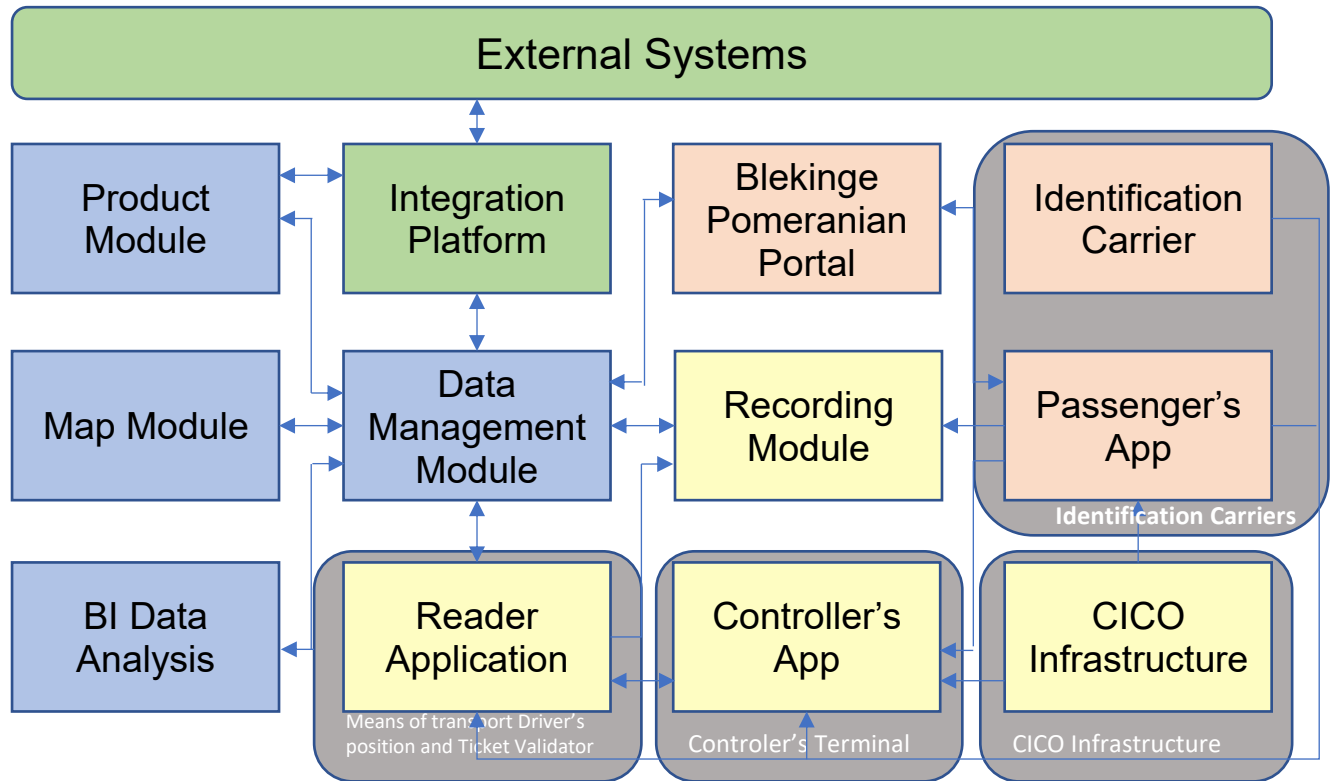 External Systems
Product
Module
Integration
Platform
Blekinge
Pomeranian
Portal
Identification
Carrier
Map Module
Data
Management
Module
Recording
Module
Passenger's
App
Identification Carriers
BI Data
Analysis
Reader
Application
Means of transport Driver's
position and Ticket Validator
Controller's
App
Controler's Terminal
CICO
Infrastructure
CICO Infrastructure